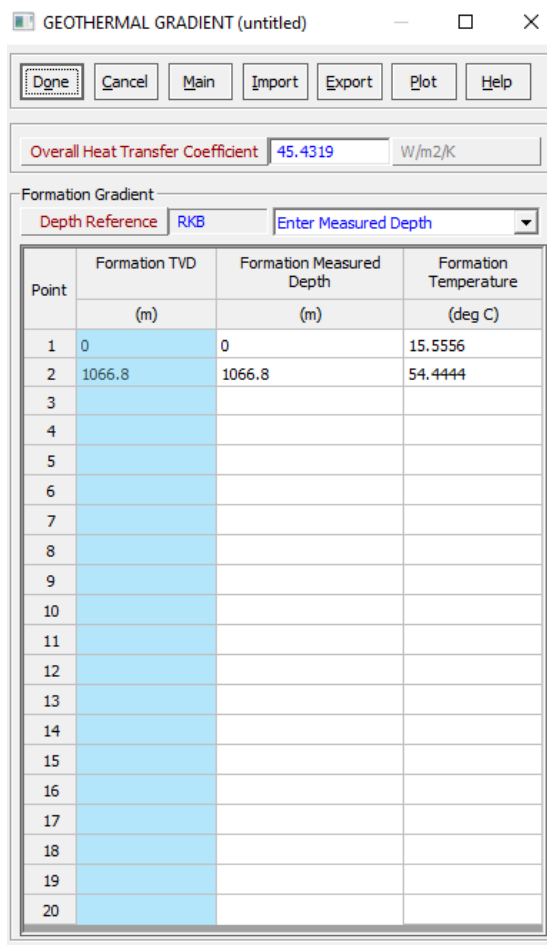 GEOTHERMAL GRADIENT (untitled)
Done Cancel Main Import Export Plot Help
Overall Heat Transfer Coefficient 45.4319 W/m2/K
Formation Gradient
Depth Reference RKB Enter Measured Depth
Point Formation TVD Formation Measured Depth Formation Temperature
(m) (m) (deg C)
1 0 0 15.5556
2 1066.8 1066.8 54.4444
3
4
5
6
7
8
9
10
11
12
13
14
15
16
17
18
19
20